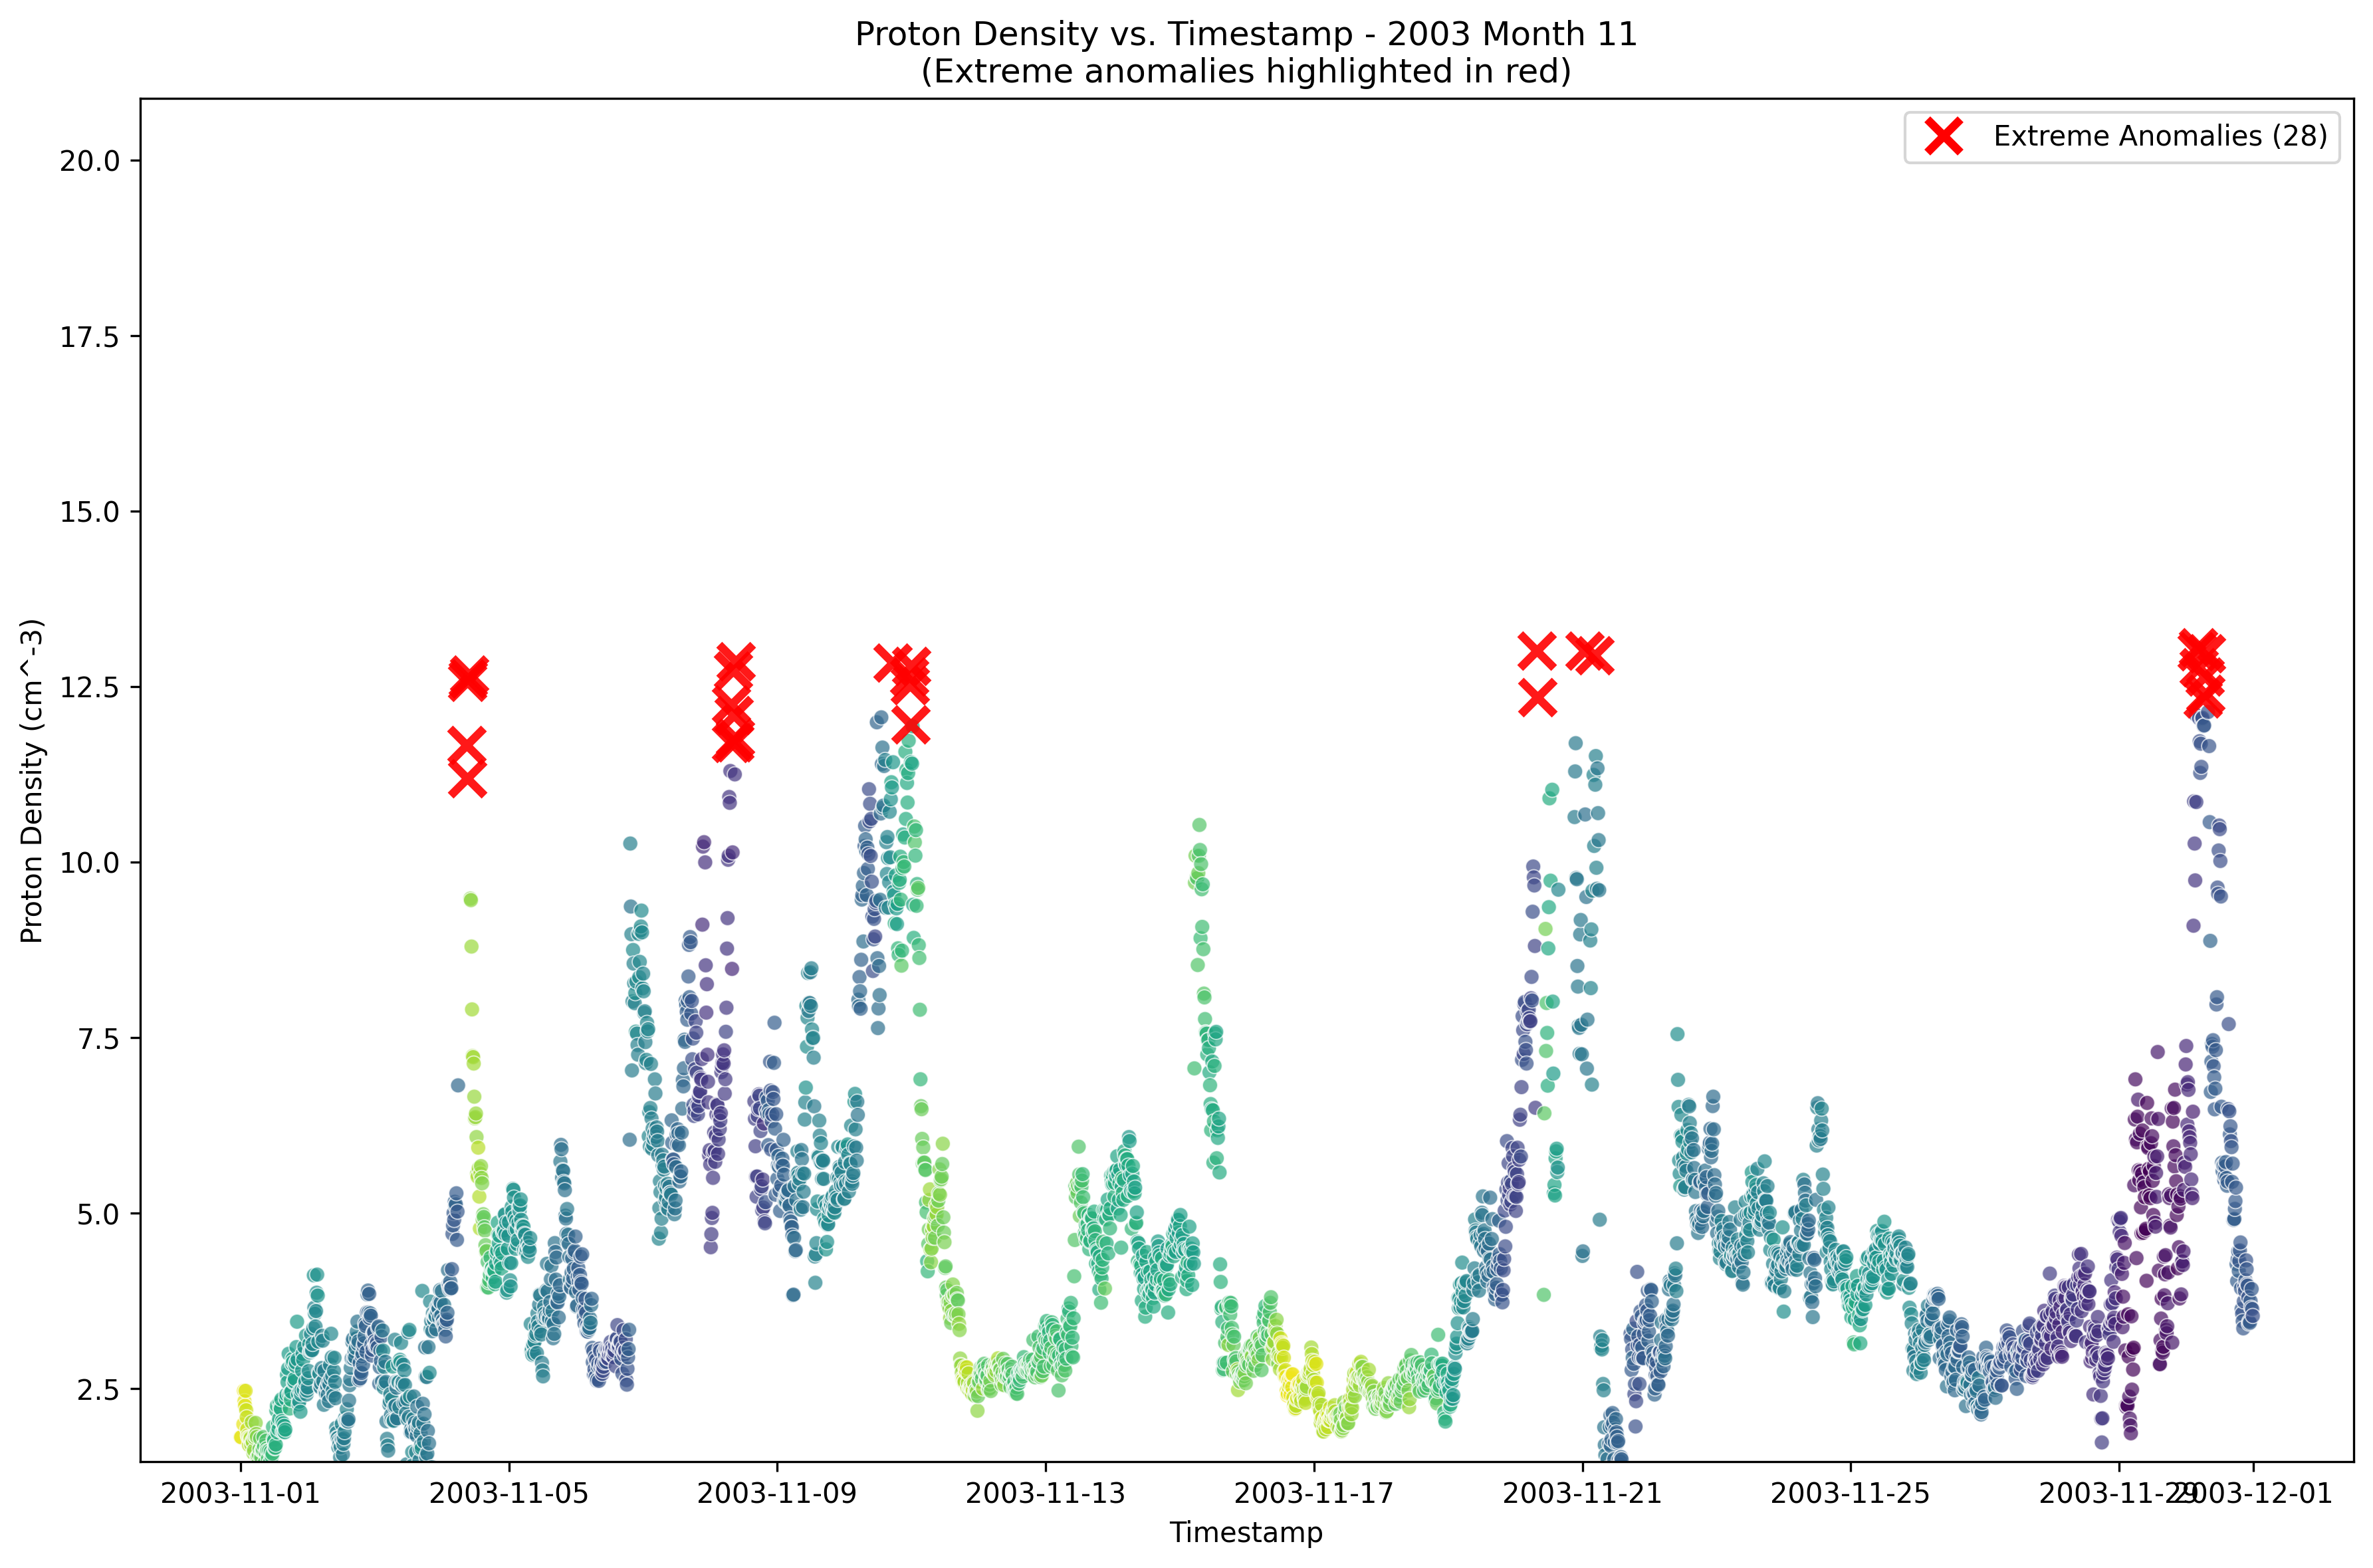 Proton Density vs. Timestamp - 2003 Month 11
(Extreme anomalies highlighted in red)
Extreme Anomalies (28)
20.0
17.5
15.0
12.5
10.0
7.5
5.0
2.5
Proton Density (cm^-3)
2003-11-01 2003-11-05 2003-11-09 2003-11-13 2003-11-17 2003-11-21 2003-11-25 2003-11-29 2003-12-01
Timestamp